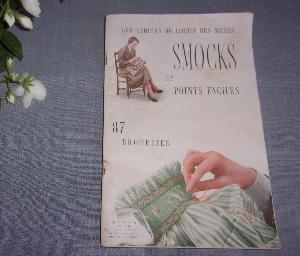 LES CAHIERS DU JARDIN DES MODES
SMOCKS
ET
POINTS FACILES
87
BRODERIES